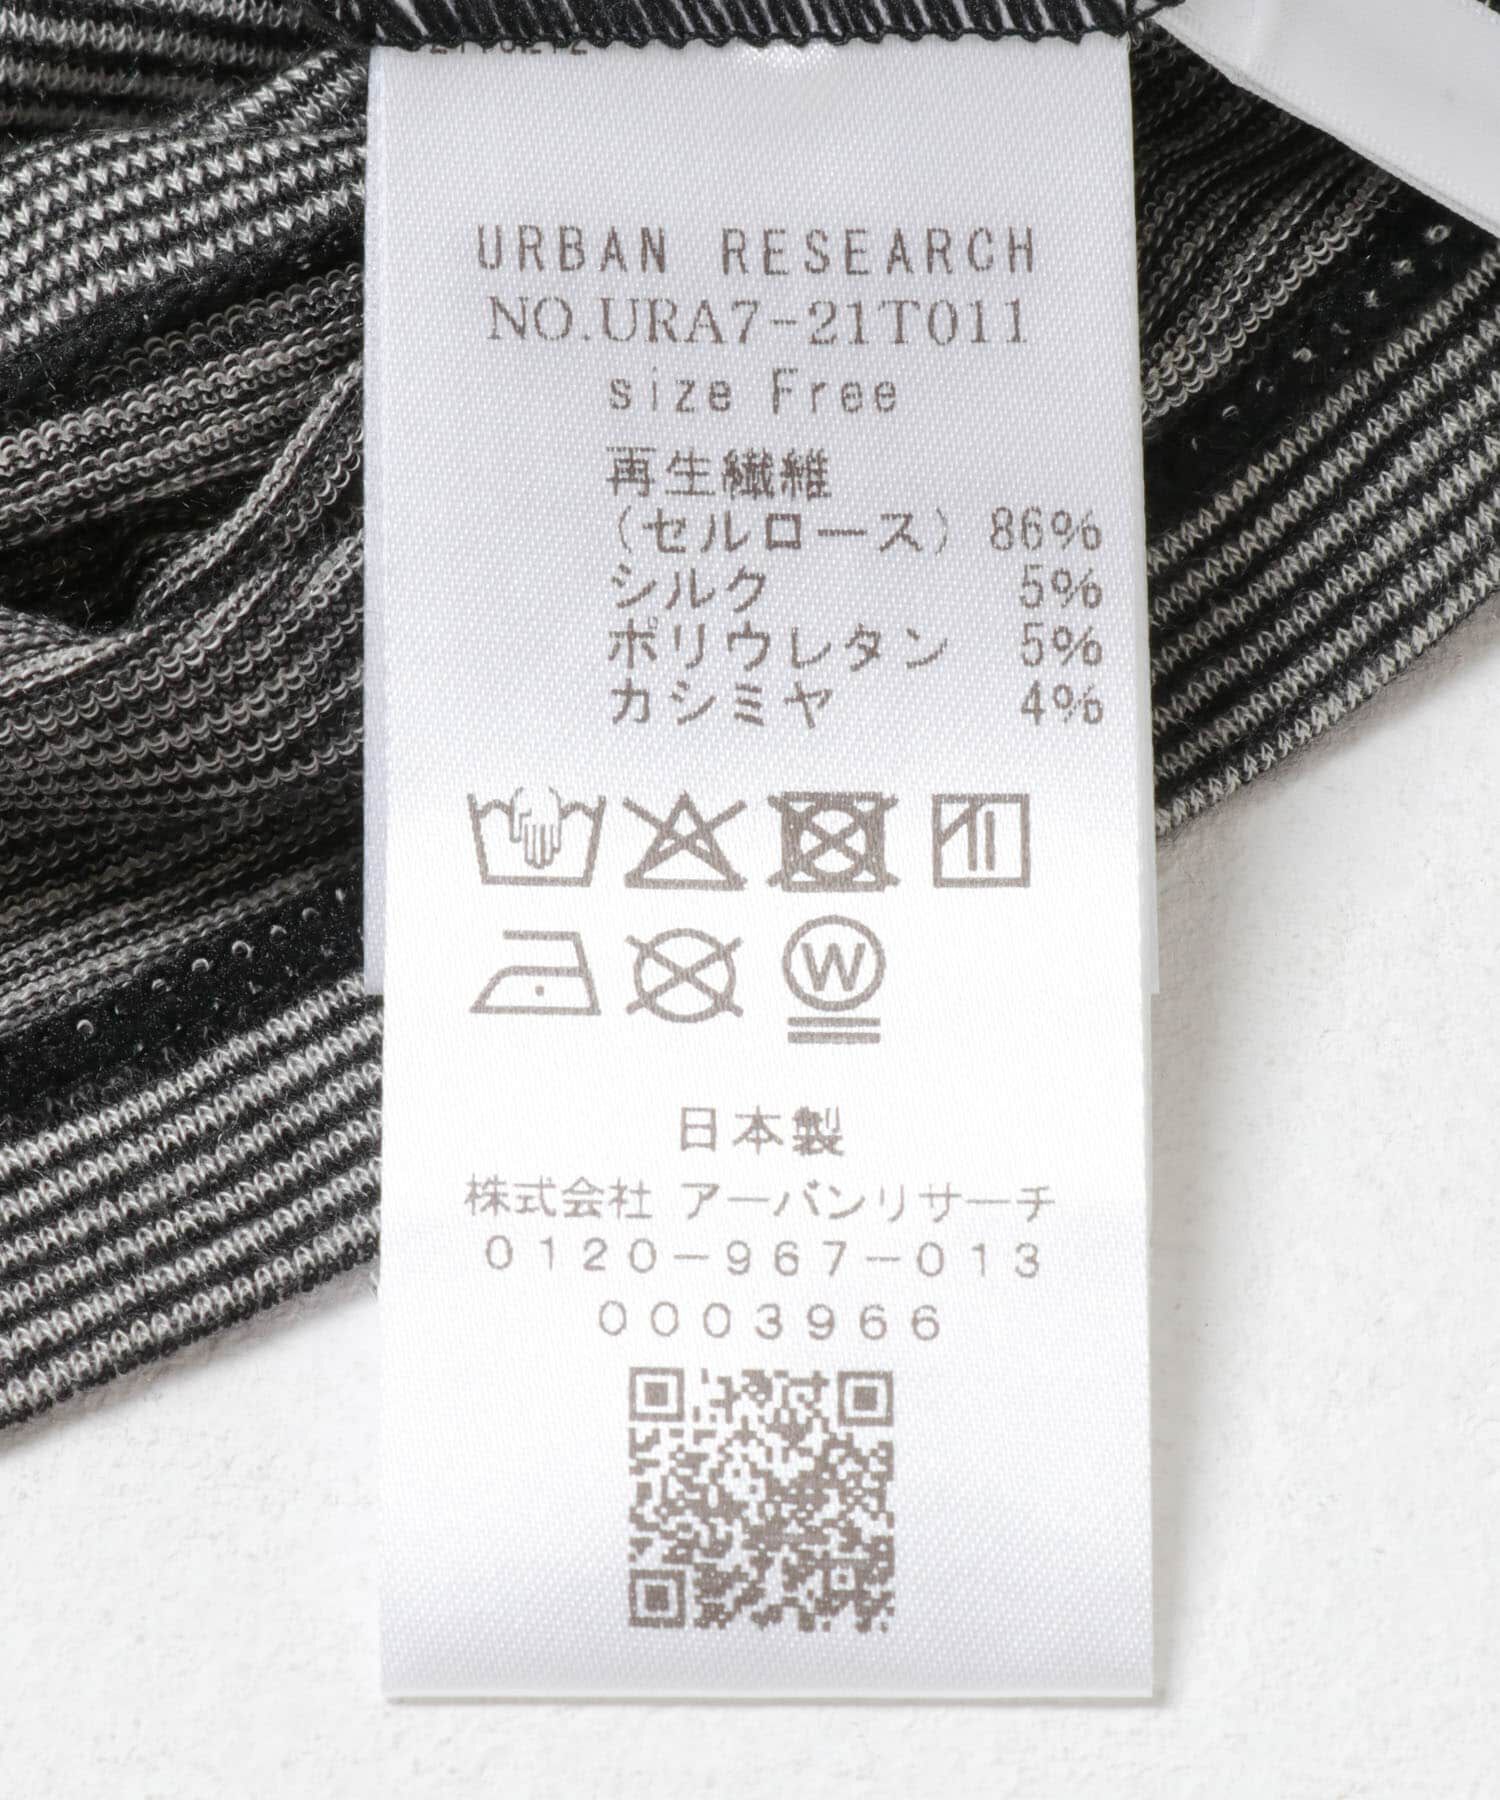 URBAN RESEARCH
NO.URA7-21T011
size Free
再生繊維
(セルロース) 86%
シルク 5%
ポリウレタン 5%
カシミヤ 4%
W
日本製
株式会社 アーバンリサーチ
0120-967-013
0003966